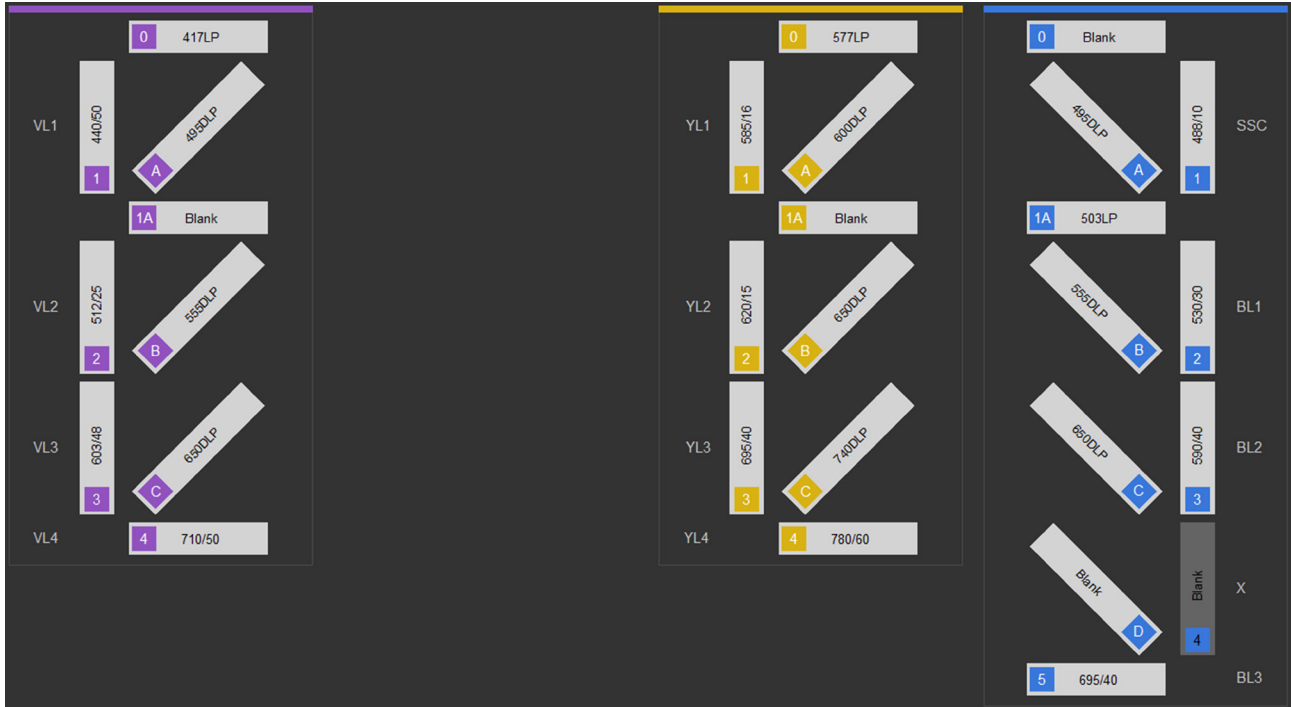 0 417LP
VL1 440/50 1 495DLP A
1A Blank
VL2 512/25 2 555DLP B
VL3 603/48 3 650DLP C
VL4 4 710/50
0 577LP
YL1 585/16 1 600DLP A
1A Blank
YL2 620/15 2 650DLP B
YL3 695/40 3 740DLP C
YL4 4 780/60
0 Blank
495DLP A 488/10 1 SSC
1A 503LP
555DLP B 530/30 2 BL1
650DLP C 590/40 3 BL2
Blank D Blank 4 X
5 695/40 BL3